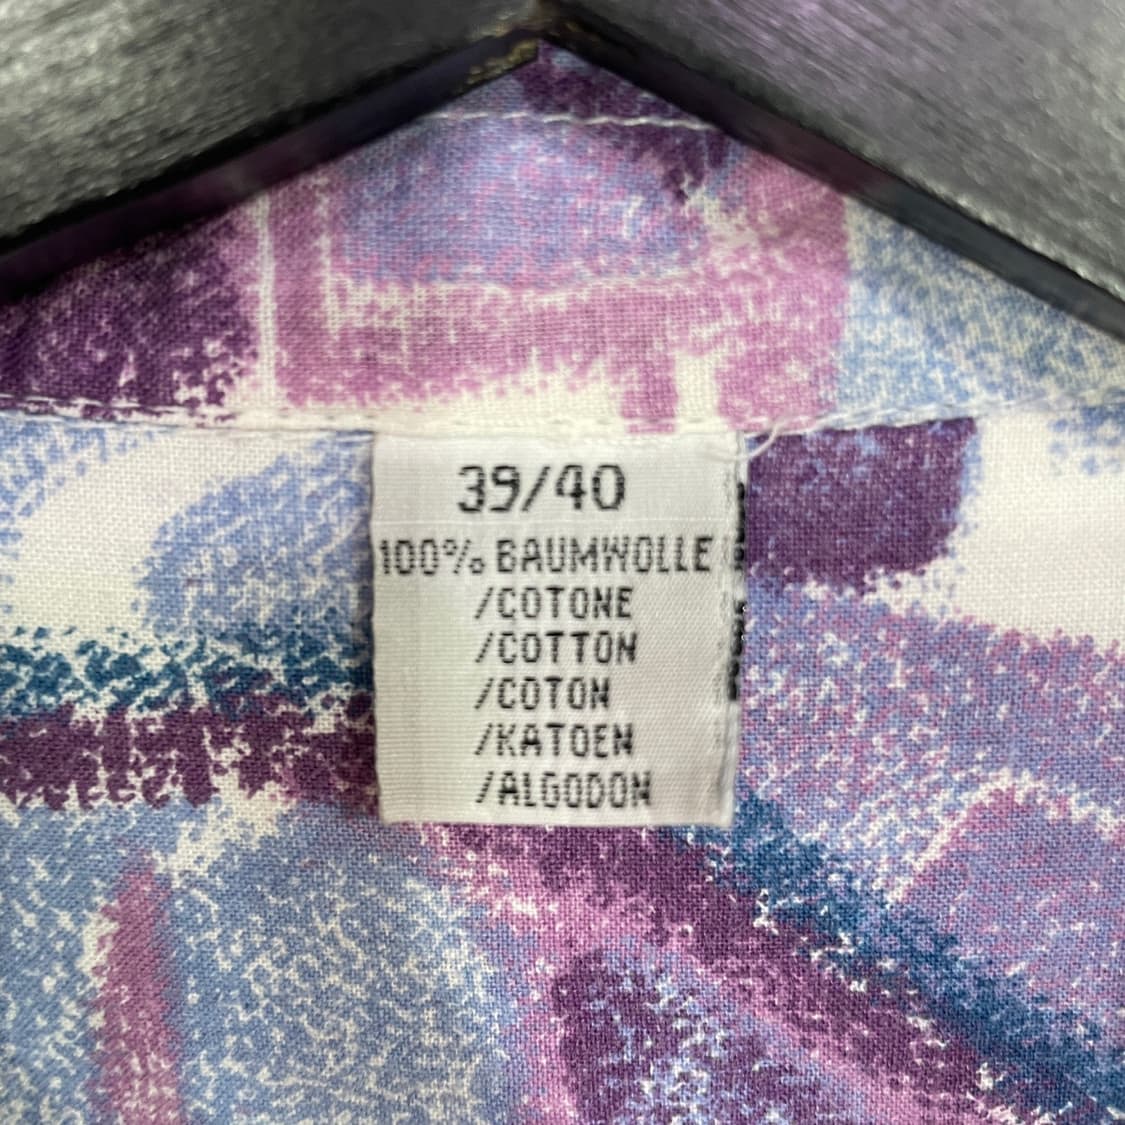 39/40
100% BAUMWOLLE
/COTONE
/COTTON
/COTON
/KATOEN
/ALGODON